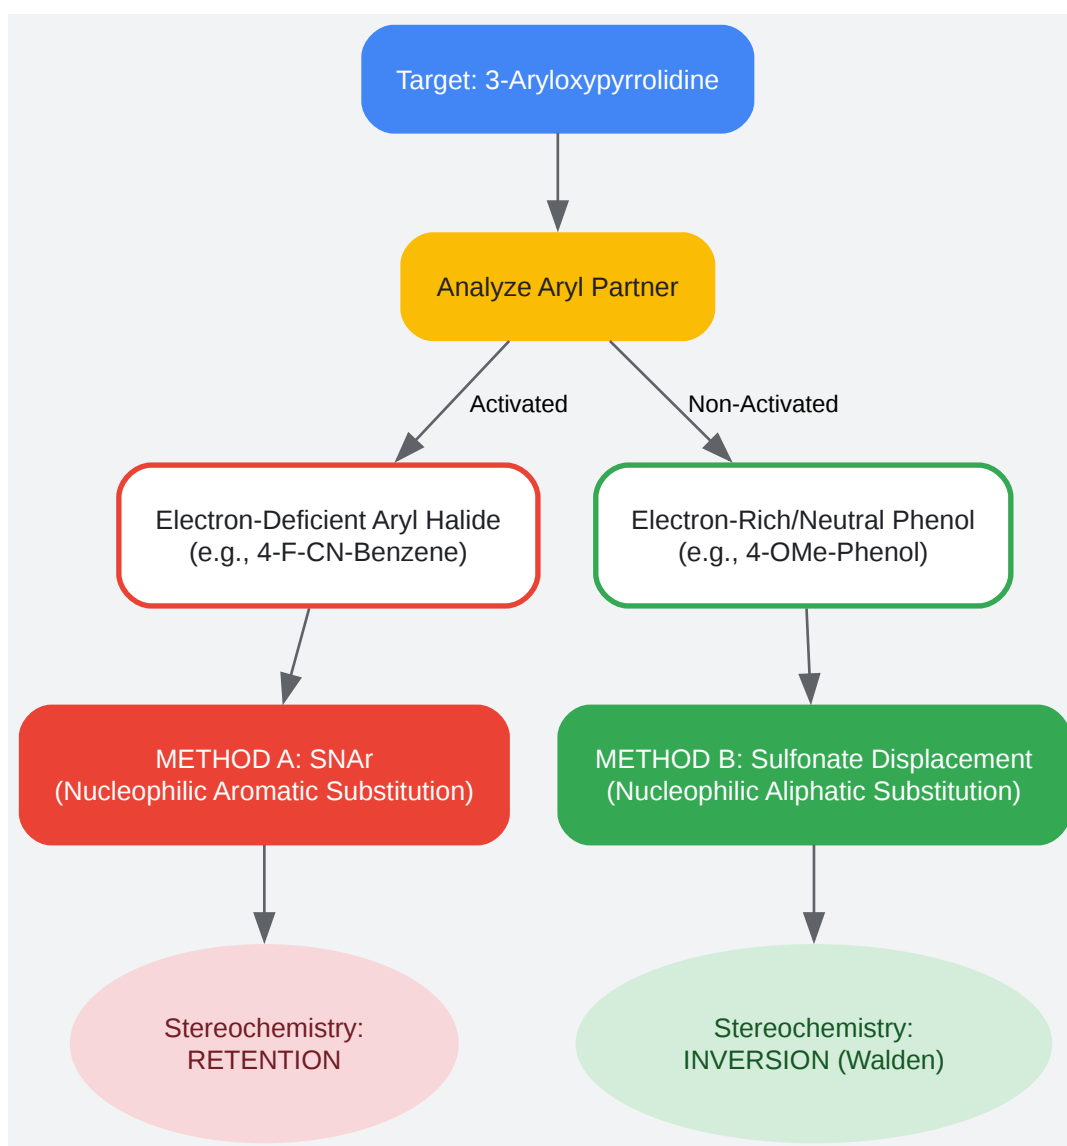 Target: 3-Aryloxypyrrolidine
Analyze Aryl Partner
Activated
Non-Activated
Electron-Deficient Aryl Halide
(e.g., 4-F-CN-Benzene)
Electron-Rich/Neutral Phenol
(e.g., 4-OMe-Phenol)
METHOD A: SNAr
(Nucleophilic Aromatic Substitution)
METHOD B: Sulfonate Displacement
(Nucleophilic Aliphatic Substitution)
Stereochemistry:
RETENTION
Stereochemistry:
INVERSION (Walden)